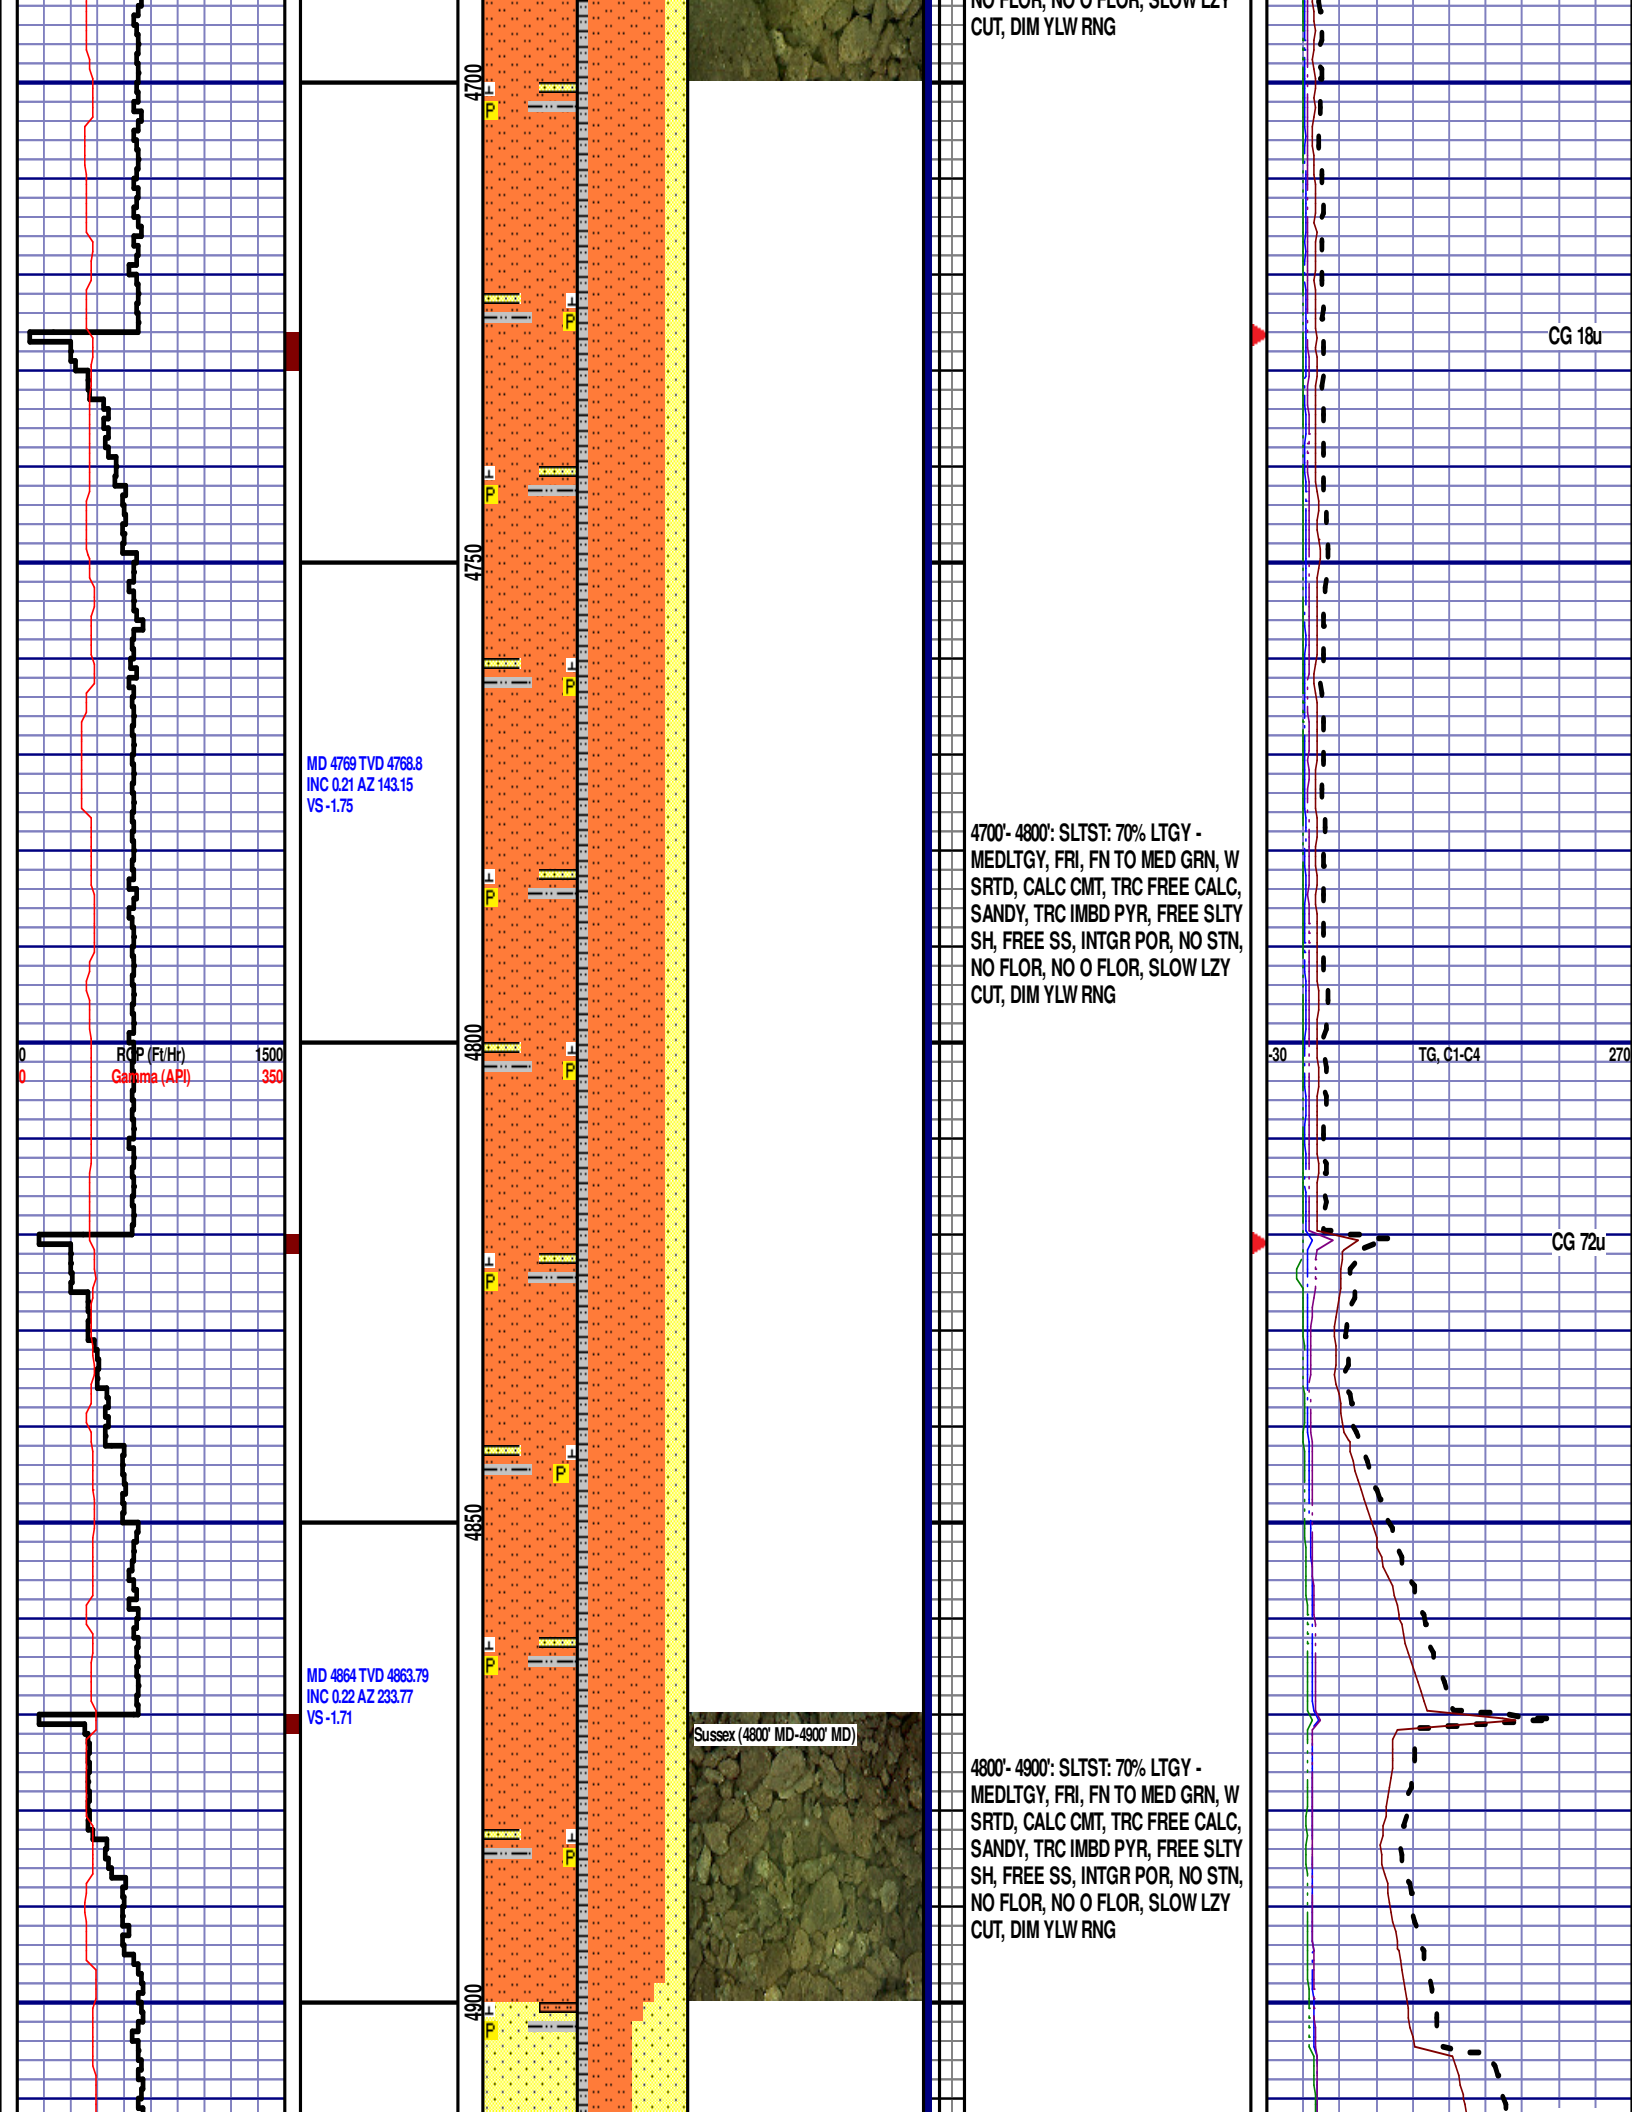 NO FLOR, NO O FLOR, SLOW LZY
CUT, DIM YLW RNG
4700
P
P
CG 18u
P
4750
P
MD 4769 TVD 4768.8
INC 0.21 AZ 143.15
VS -1.75
4700'- 4800': SLTST: 70% LTGY -
MEDLTGY, FRI, FN TO MED GRN, W
SRTD, CALC CMT, TRC FREE CALC,
SANDY, TRC IMBD PYR, FREE SLTY
SH, FREE SS, INTGR POR, NO STN,
NO FLOR, NO O FLOR, SLOW LZY
CUT, DIM YLW RNG
P
4800
0 ROP (Ft/Hr) 1500
0 Gamma (API) 350
P
-30 TG, C1-C4 270
CG 72u
P
P
4850
P
MD 4864 TVD 4863.79
INC 0.22 AZ 233.77
VS -1.71
Sussex (4800' MD-4900' MD)
4800'- 4900': SLTST: 70% LTGY -
MEDLTGY, FRI, FN TO MED GRN, W
SRTD, CALC CMT, TRC FREE CALC,
SANDY, TRC IMBD PYR, FREE SLTY
SH, FREE SS, INTGR POR, NO STN,
NO FLOR, NO O FLOR, SLOW LZY
CUT, DIM YLW RNG
P
4900
P